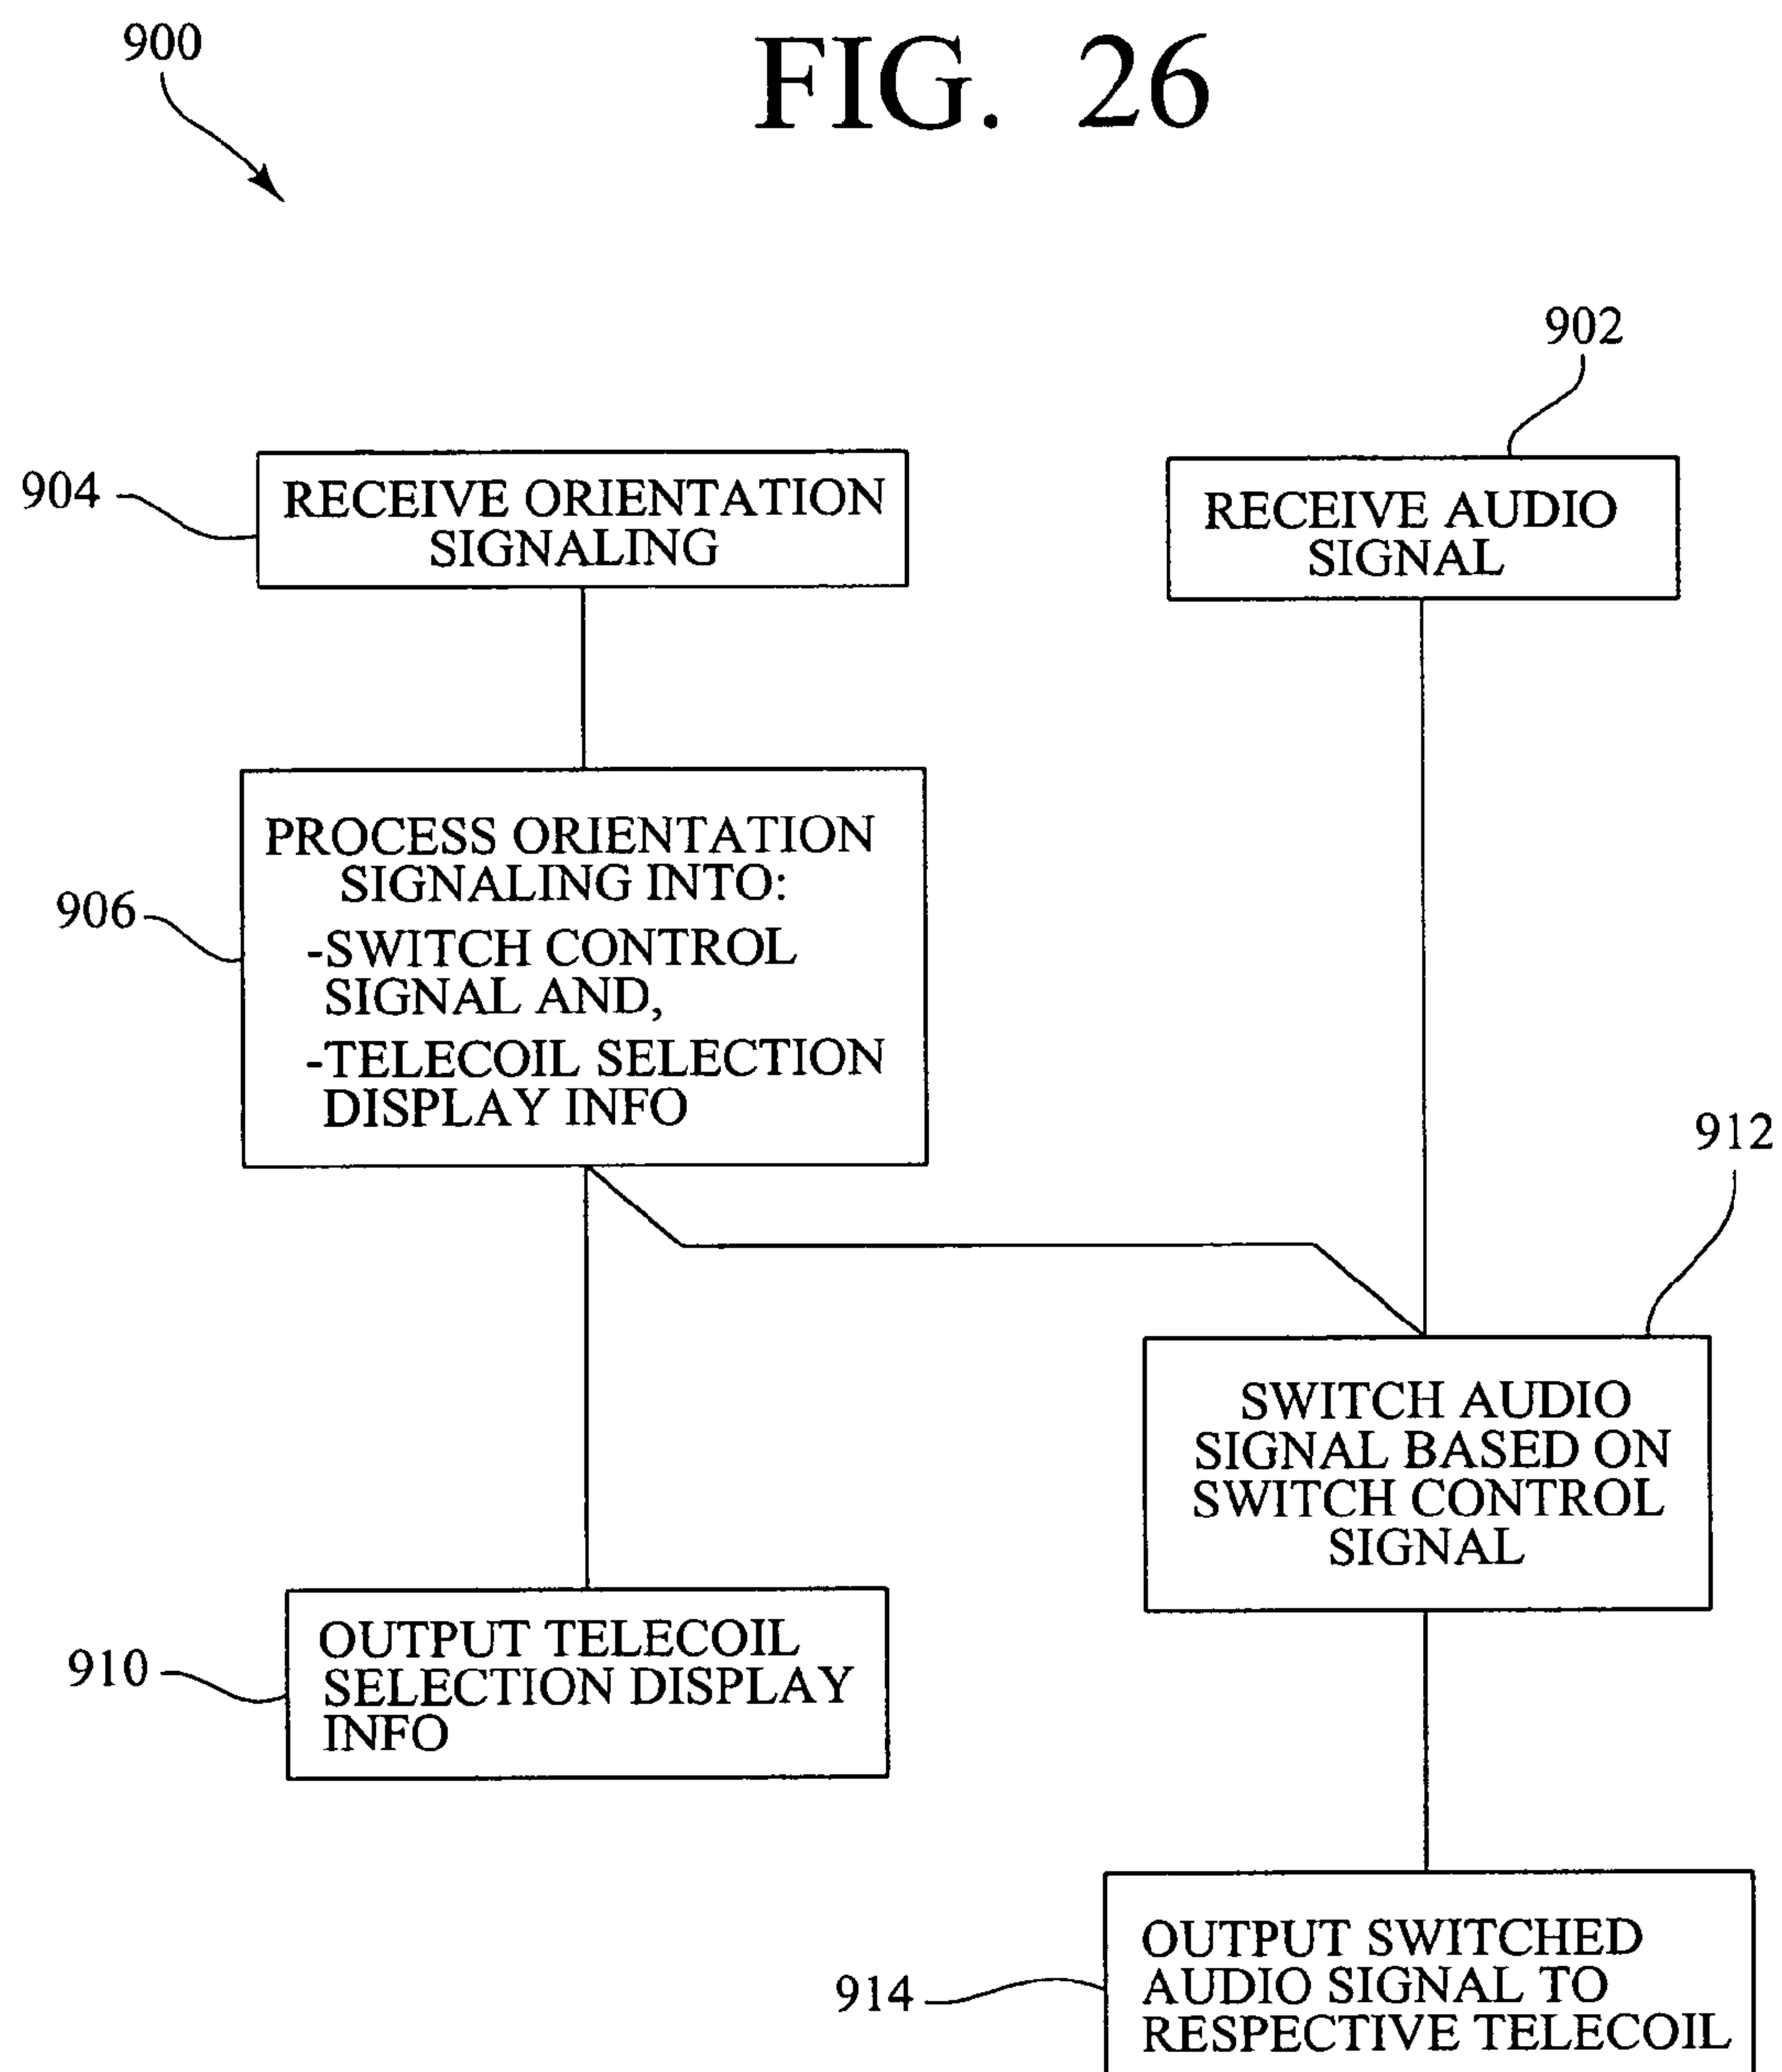 900
FIG. 26
902
904
RECEIVE ORIENTATION
SIGNALING
RECEIVE AUDIO
SIGNAL
906
PROCESS ORIENTATION
SIGNALING INTO:
-SWITCH CONTROL
SIGNAL AND,
-TELECOIL SELECTION
DISPLAY INFO
912
SWITCH AUDIO
SIGNAL BASED ON
SWITCH CONTROL
SIGNAL
910
OUTPUT TELECOIL
SELECTION DISPLAY
INFO
914
OUTPUT SWITCHED
AUDIO SIGNAL TO
RESPECTIVE TELECOIL